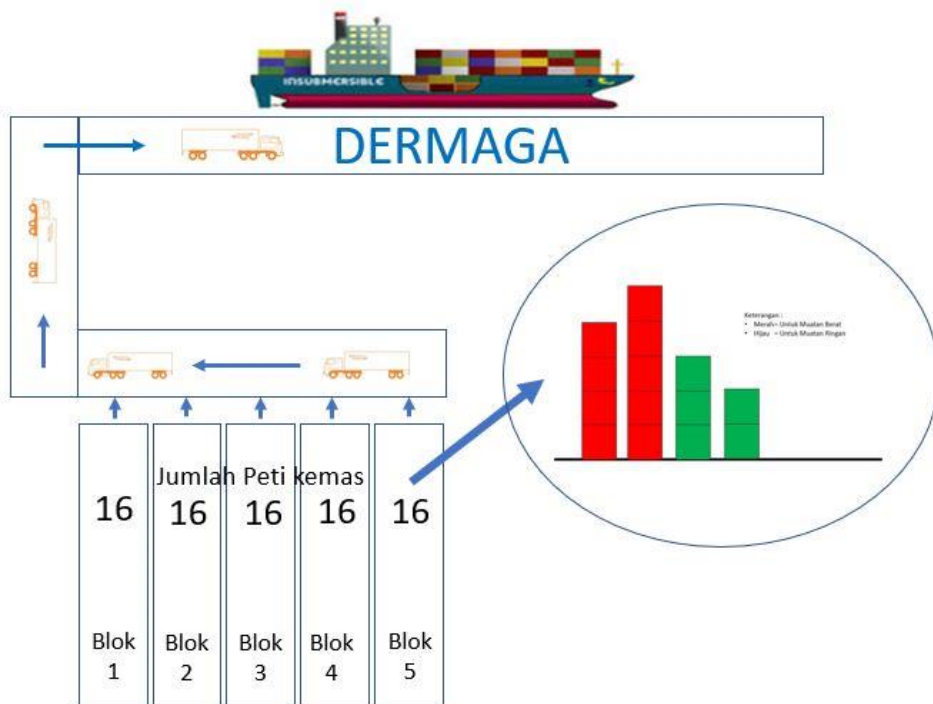 INSUBMERSIBLE
DERMAGA
Keterangan :
• Merah= Untuk Muatan Berat
• Hijau = Untuk Muatan Ringan
Jumlah Peti kemas
16 16 16 16 16
Blok Blok Blok Blok Blok
1 2 3 4 5